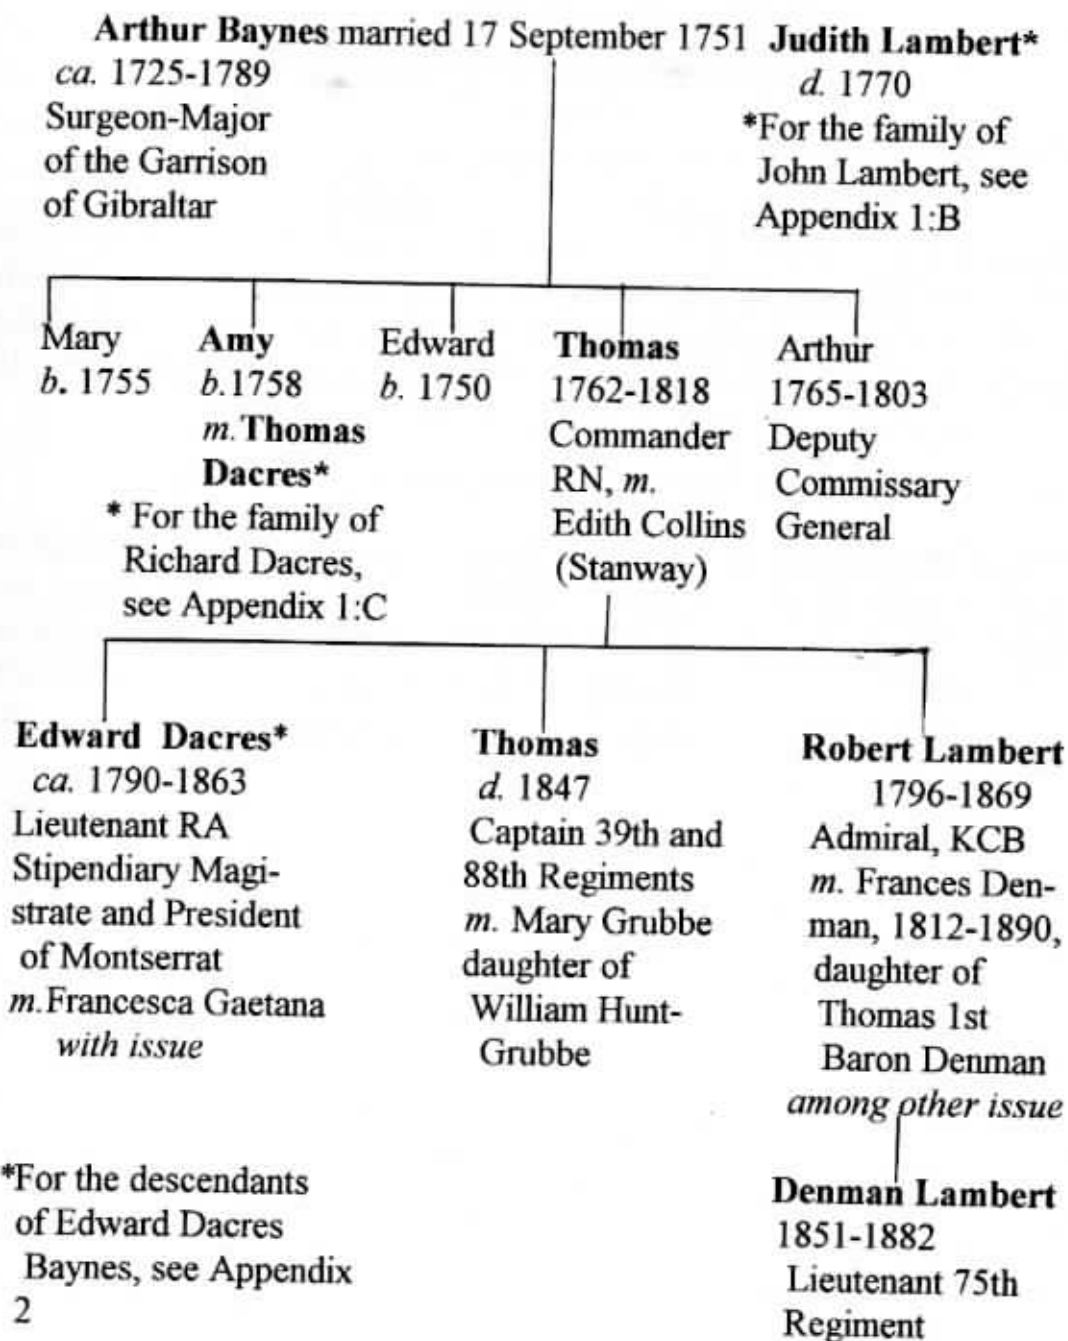 Arthur Baynes married 17 September 1751 Judith Lambert*
ca. 1725-1789
Surgeon-Major
of the Garrison
of Gibraltar
d. 1770
*For the family of
John Lambert, see
Appendix 1:B
Mary
b. 1755
Amy
b.1758
m.Thomas
Dacres*
* For the family of
Richard Dacres,
see Appendix 1:C
Edward
b. 1750
Thomas
1762-1818
Commander
RN, m.
Edith Collins
(Stanway)
Arthur
1765-1803
Deputy
Commissary
General
Edward Dacres*
ca. 1790-1863
Lieutenant RA
Stipendiary Magi-
strate and President
of Montserrat
m.Francesca Gaetana
with issue
Thomas
d. 1847
Captain 39th and
88th Regiments
m. Mary Grubbe
daughter of
William Hunt-
Grubbe
Robert Lambert
1796-1869
Admiral, KCB
m. Frances Den-
man, 1812-1890,
daughter of
Thomas 1st
Baron Denman
among other issue
*For the descendants
of Edward Dacres
Baynes, see Appendix
2
Denman Lambert
1851-1882
Lieutenant 75th
Regiment